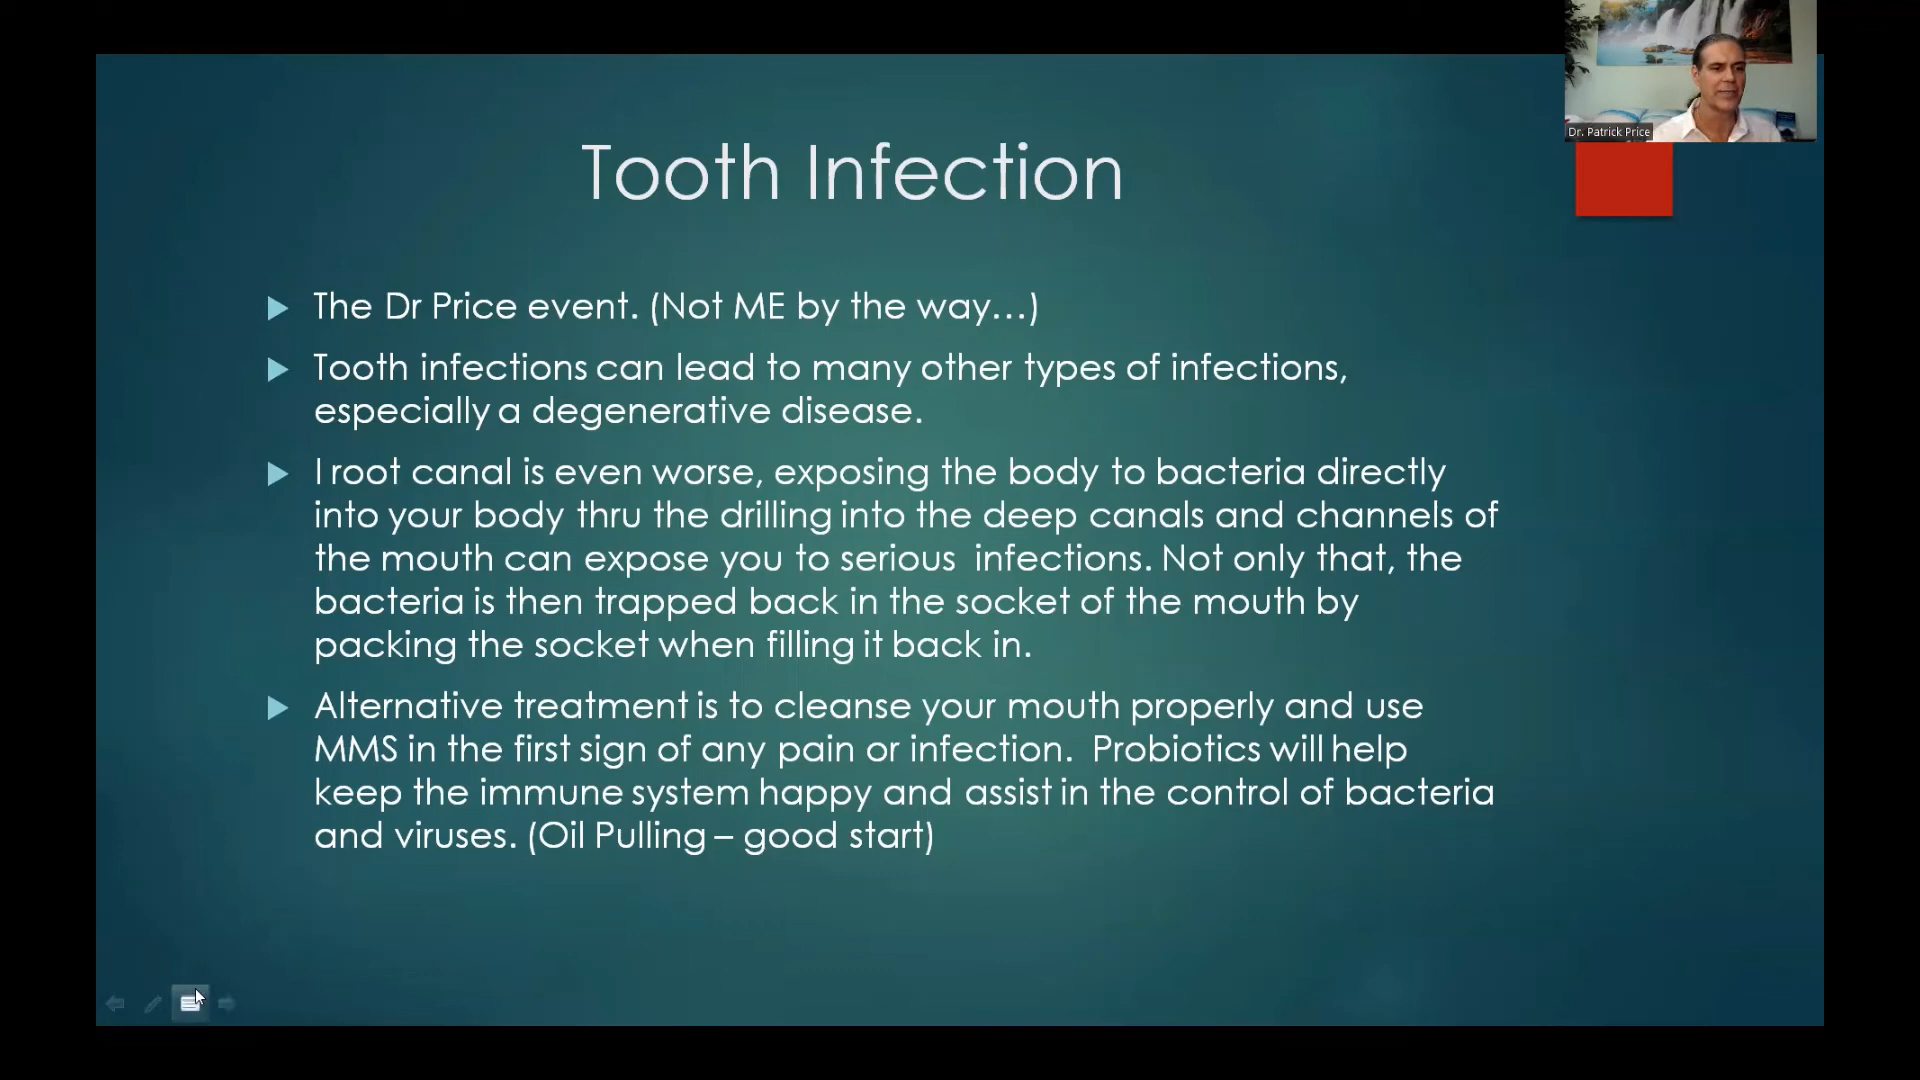 Dr. Patrick Price
Tooth Infection
The Dr Price event. (Not ME by the way…)
Tooth infections can lead to many other types of infections,
especially a degenerative disease.
I root canal is even worse, exposing the body to bacteria directly
into your body thru the drilling into the deep canals and channels of
the mouth can expose you to serious  infections. Not only that, the
bacteria is then trapped back in the socket of the mouth by
packing the socket when filling it back in.
Alternative treatment is to cleanse your mouth properly and use
MMS in the first sign of any pain or infection.  Probiotics will help
keep the immune system happy and assist in the control of bacteria
and viruses. (Oil Pulling – good start)